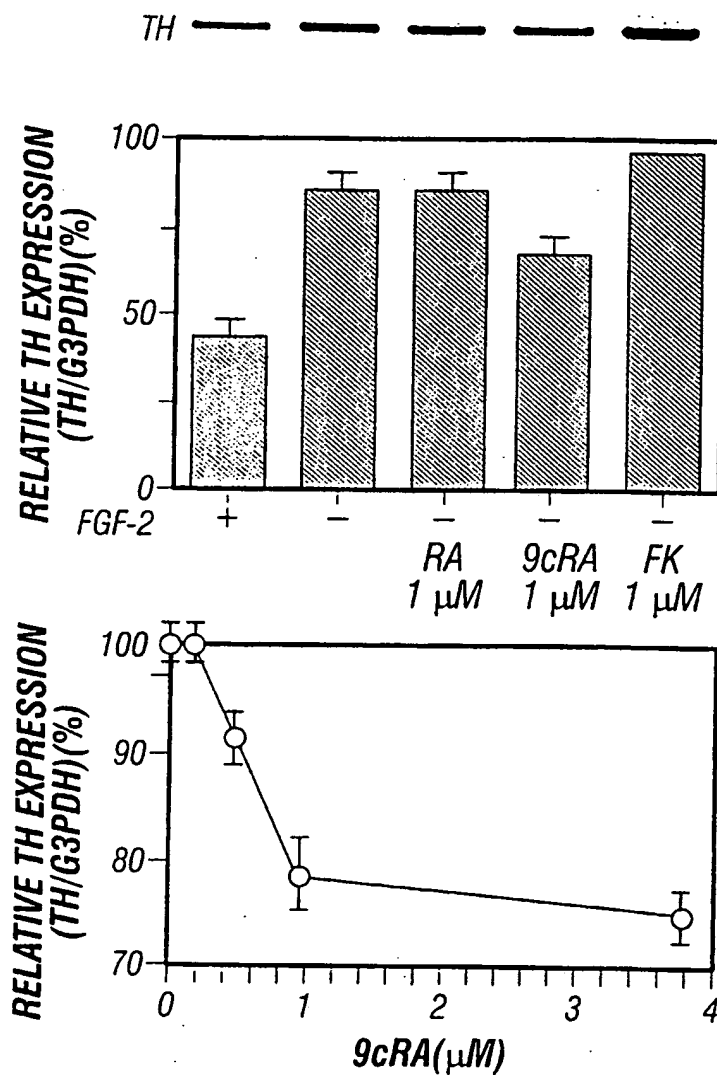 TH
RELATIVE TH EXPRESSION
(TH/G3PDH)(%)
100
50
0
FGF-2 + − − − −
RA 9cRA FK
1 μM 1 μM 1 μM
RELATIVE TH EXPRESSION
(TH/G3PDH)(%)
100
90
80
70
0 1 2 3 4
9cRA(μM)